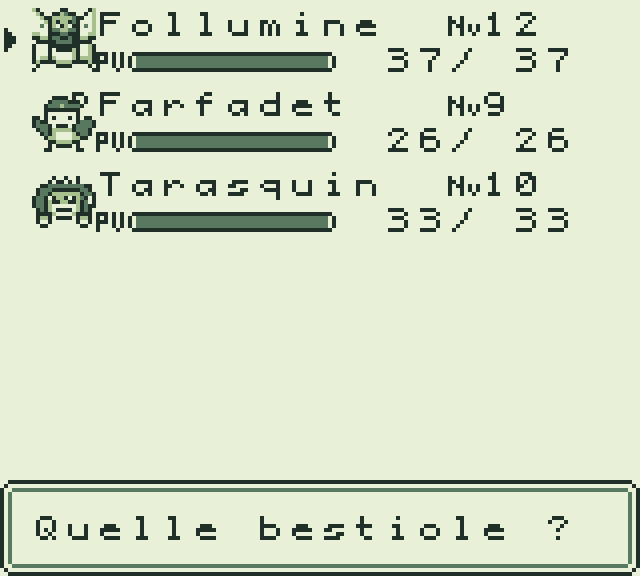 Follumine Nv12
PV 37/ 37
Farfadet Nv9
PV 26/ 26
Tarasquin Nv10
PV 33/ 33
Quelle bestiole ?